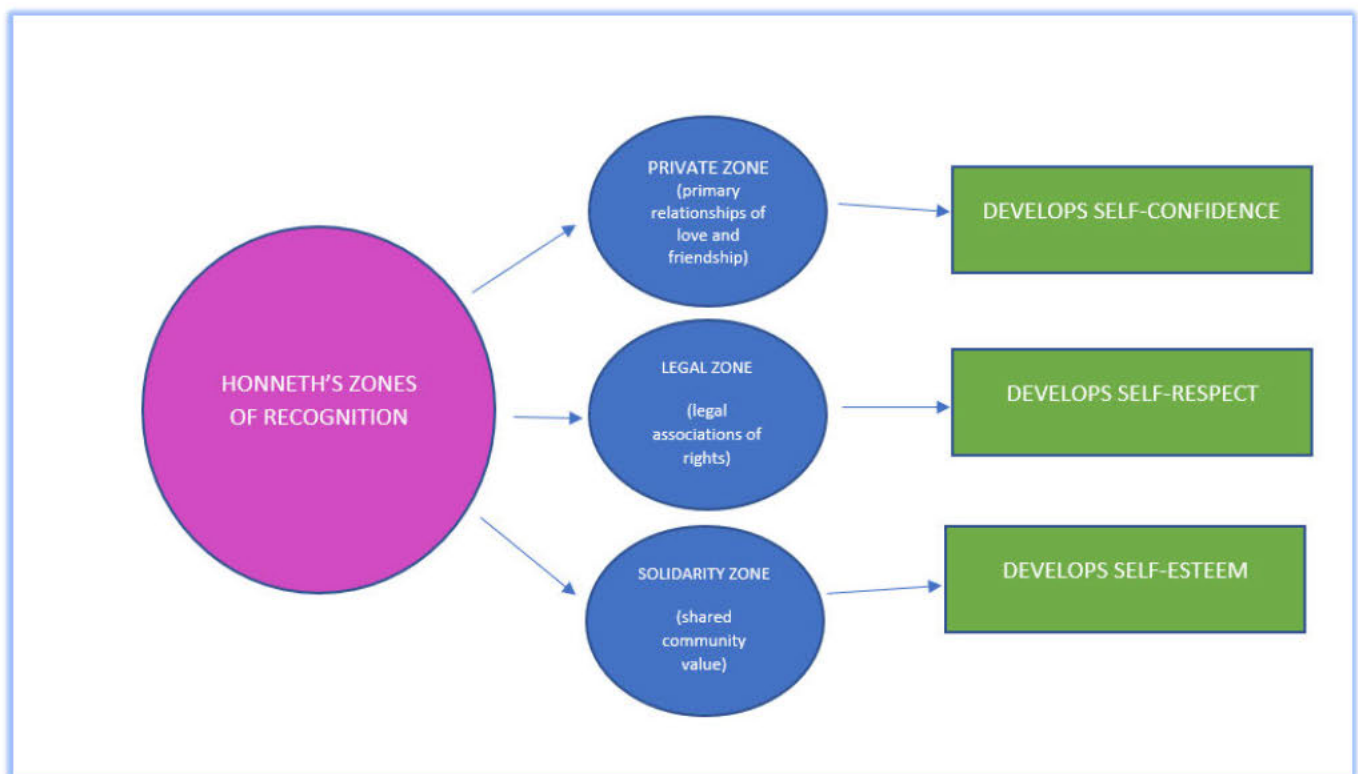 HONNETH'S ZONES
OF RECOGNITION
PRIVATE ZONE
(primary
relationships of
love and
friendship)
DEVELOPS SELF-CONFIDENCE
LEGAL ZONE
(legal
associations of
rights)
DEVELOPS SELF-RESPECT
SOLIDARITY ZONE
(shared
community
value)
DEVELOPS SELF-ESTEEM